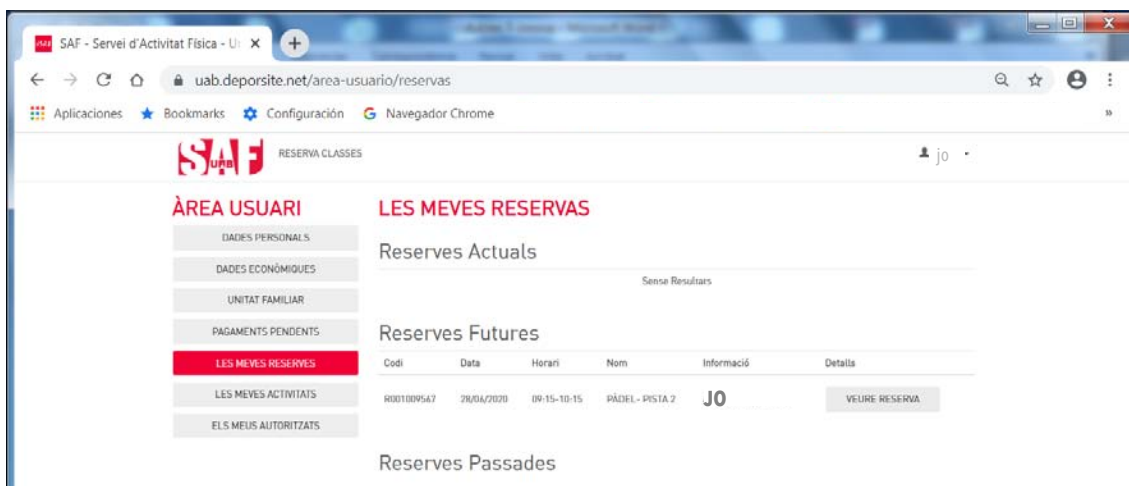 SAF - Servei d'Activitat Física - U
uab.deporsite.net/area-usuario/reservas
Aplicaciones Bookmarks Configuración Navegador Chrome »
SAF UAB RESERVA CLASSES jo
ÀREA USUARI
DADES PERSONALS
DADES ECONÒMIQUES
UNITAT FAMILIAR
PAGAMENTS PENDENTS
LES MEVES RESERVES
LES MEVES ACTIVITATS
ELS MEUS AUTORITZATS
LES MEVES RESERVAS
Reserves Actuals
Sense Resultats
Reserves Futures
Codi Data Horari Nom Informació Detalls
R001009567 28/06/2020 09:15-10:15 PÀDEL - PISTA 2 JO VEURE RESERVA
Reserves Passades